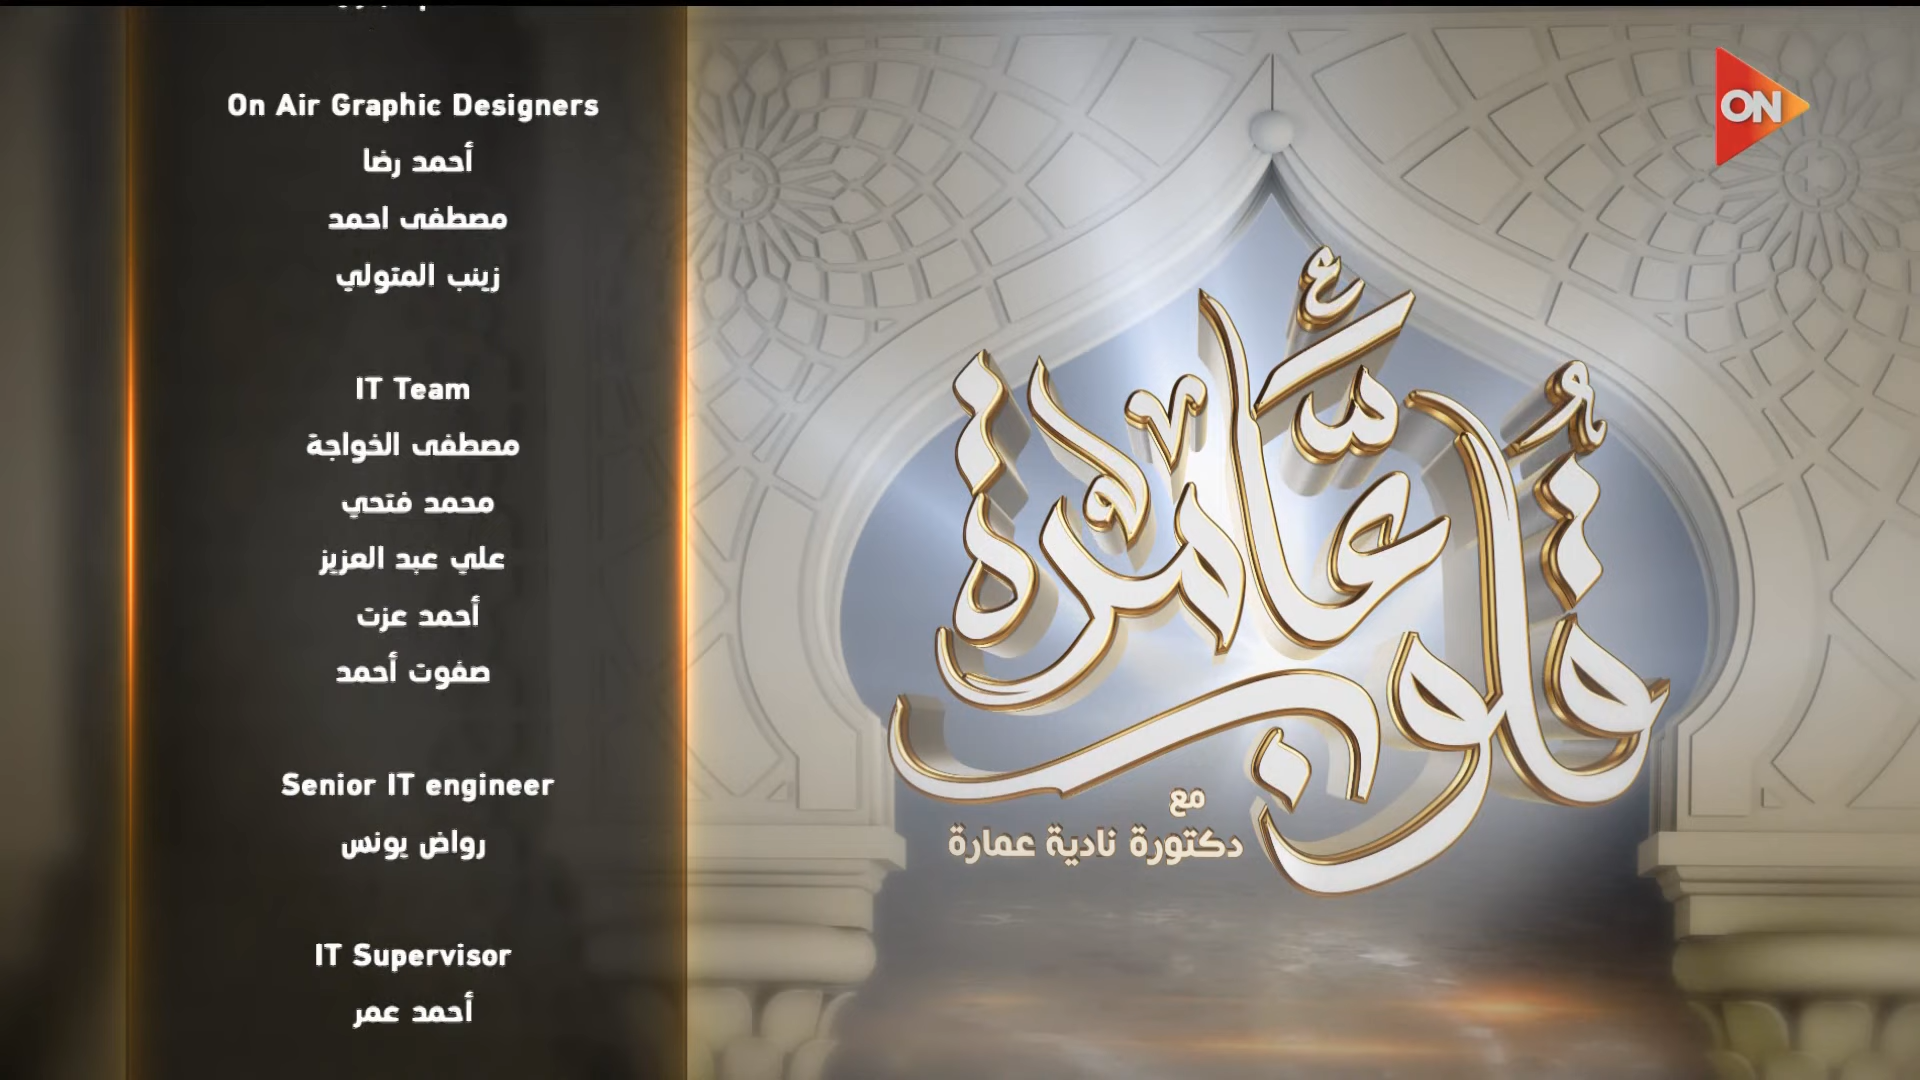 On Air Graphic Designers
أحمد رضا
مصطفى احمد
زينب المتولي
IT Team
مصطفى الخواجة
محمد فتحي
علي عبد العزيز
أحمد عزت
صفوت أحمد
Senior IT engineer
رواض يونس
IT Supervisor
أحمد عمر
ON
قلوب عامرة
مع
دكتورة نادية عمارة